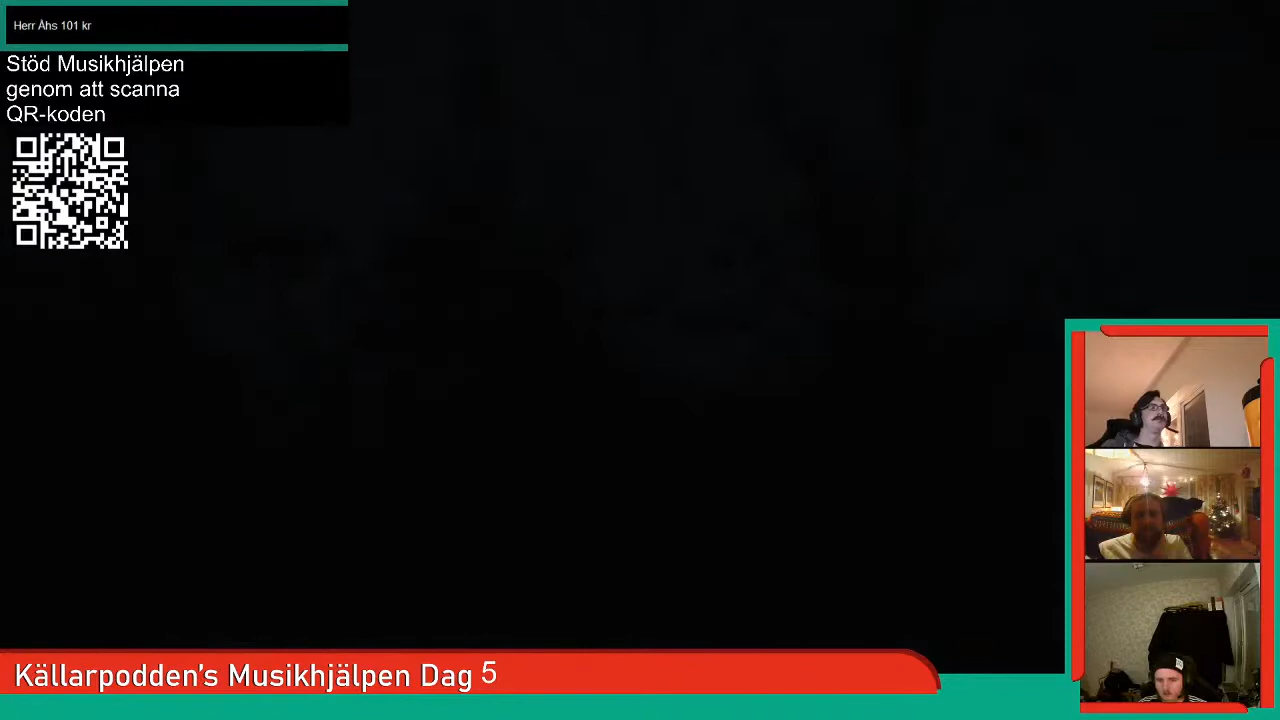 Herr Åhs 101 kr
Stöd Musikhjälpen
genom att scanna
QR-koden
Källarpodden's Musikhjälpen Dag 5